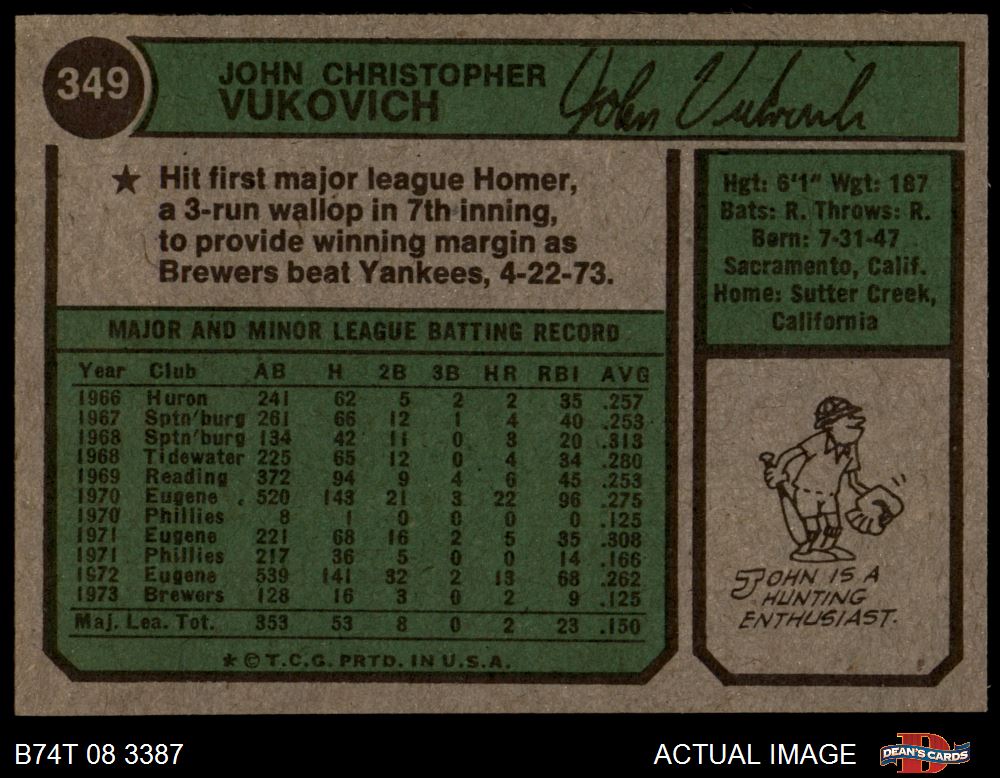 349
JOHN CHRISTOPHER
VUKOVICH
John Vukovich
★ Hit first major league Homer,
a 3-run wallop in 7th inning,
to provide winning margin as
Brewers beat Yankees, 4-22-73.
Hgt: 6'1" Wgt: 187
Bats: R. Throws: R.
Born: 7-31-47
Sacramento, Calif.
Home: Sutter Creek,
California
MAJOR AND MINOR LEAGUE BATTING RECORD
Year Club AB H 2B 3B HR RBI AVG
1966 Huron 241 62 5 2 2 35 .257
1967 Sptn'burg 261 66 12 1 4 40 .253
1968 Sptn'burg 134 42 11 0 3 20 .313
1968 Tidewater 225 65 12 0 4 34 .280
1969 Reading 372 94 9 4 6 45 .253
1970 Eugene 520 143 21 3 22 96 .275
1970 Phillies 8 1 0 0 0 0 .125
1971 Eugene 221 68 16 2 5 35 .308
1971 Phillies 217 36 5 0 0 14 .166
1972 Eugene 539 141 32 2 13 68 .262
1973 Brewers 128 16 3 0 2 9 .125
Maj. Lea. Tot. 353 53 8 0 2 23 .150
★ © T.C.G. PRTD. IN U.S.A.
JOHN IS A
HUNTING
ENTHUSIAST.
B74T 08 3387
ACTUAL IMAGE
DEAN'S CARDS